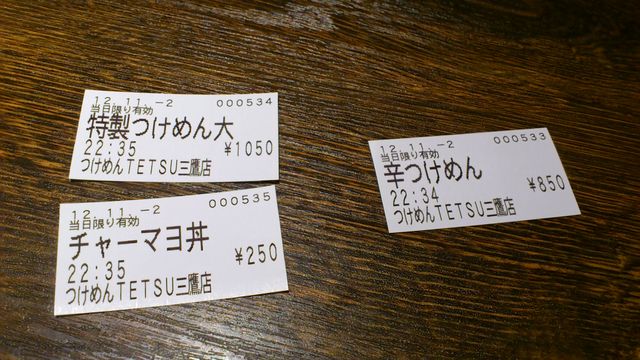 12.11.-2 000534
当日限り有効
特製つけめん大
22:35 ¥1050
つけめんTETSU三鷹店
12.11.-2 000535
当日限り有効
チャーマヨ丼
22:35 ¥250
つけめんTETSU三鷹店
12.11.-2 000533
当日限り有効
辛つけめん
22:34 ¥850
つけめんTETSU三鷹店